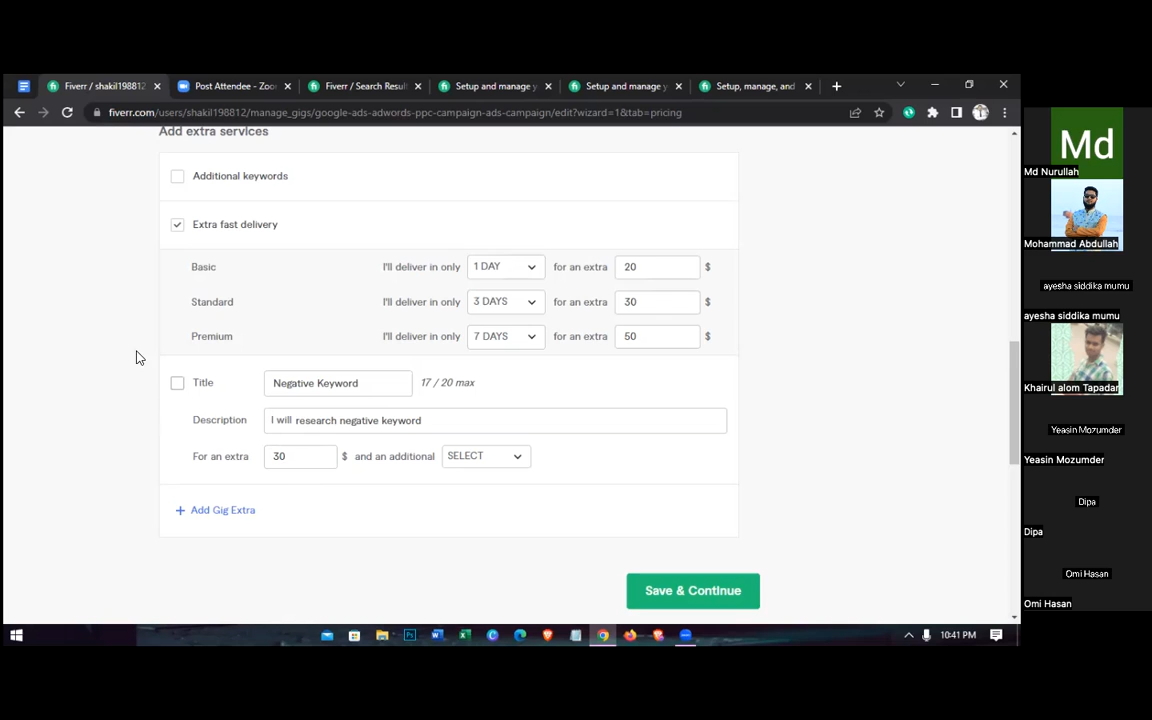 Fiverr / shakil198812
Post Attendee - Zoo
Fiverr / Search Resul
Setup and manage y
Setup and manage y
Setup, manage, and
fiverr.com/users/shakil198812/manage_gigs/google-ads-adwords-ppc-campaign-ads-campaign/edit?wizard=1&tab=pricing
Add extra services
Additional keywords
Extra fast delivery
Basic I'll deliver in only 1 DAY for an extra 20 $
Standard I'll deliver in only 3 DAYS for an extra 30 $
Premium I'll deliver in only 7 DAYS for an extra 50 $
Title Negative Keyword 17 / 20 max
Description I will research negative keyword
For an extra 30 $ and an additional SELECT
+ Add Gig Extra
Save & Continue
10:41 PM
Md
Md Nurullah
Mohammad Abdullah
ayesha siddika mumu
ayesha siddika mumu
Khairul alom Tapadar
Yeasin Mozumder
Yeasin Mozumder
Dipa
Dipa
Omi Hasan
Omi Hasan